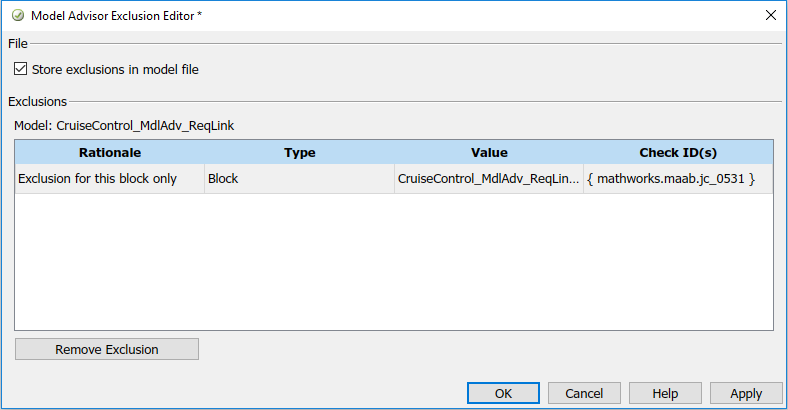 Model Advisor Exclusion Editor *
File
Store exclusions in model file
Exclusions
Model: CruiseControl_MdlAdv_ReqLink
Rationale Type Value Check ID(s)
Exclusion for this block only Block CruiseControl_MdlAdv_ReqLin... { mathworks.maab.jc_0531 }
Remove Exclusion
OK Cancel Help Apply